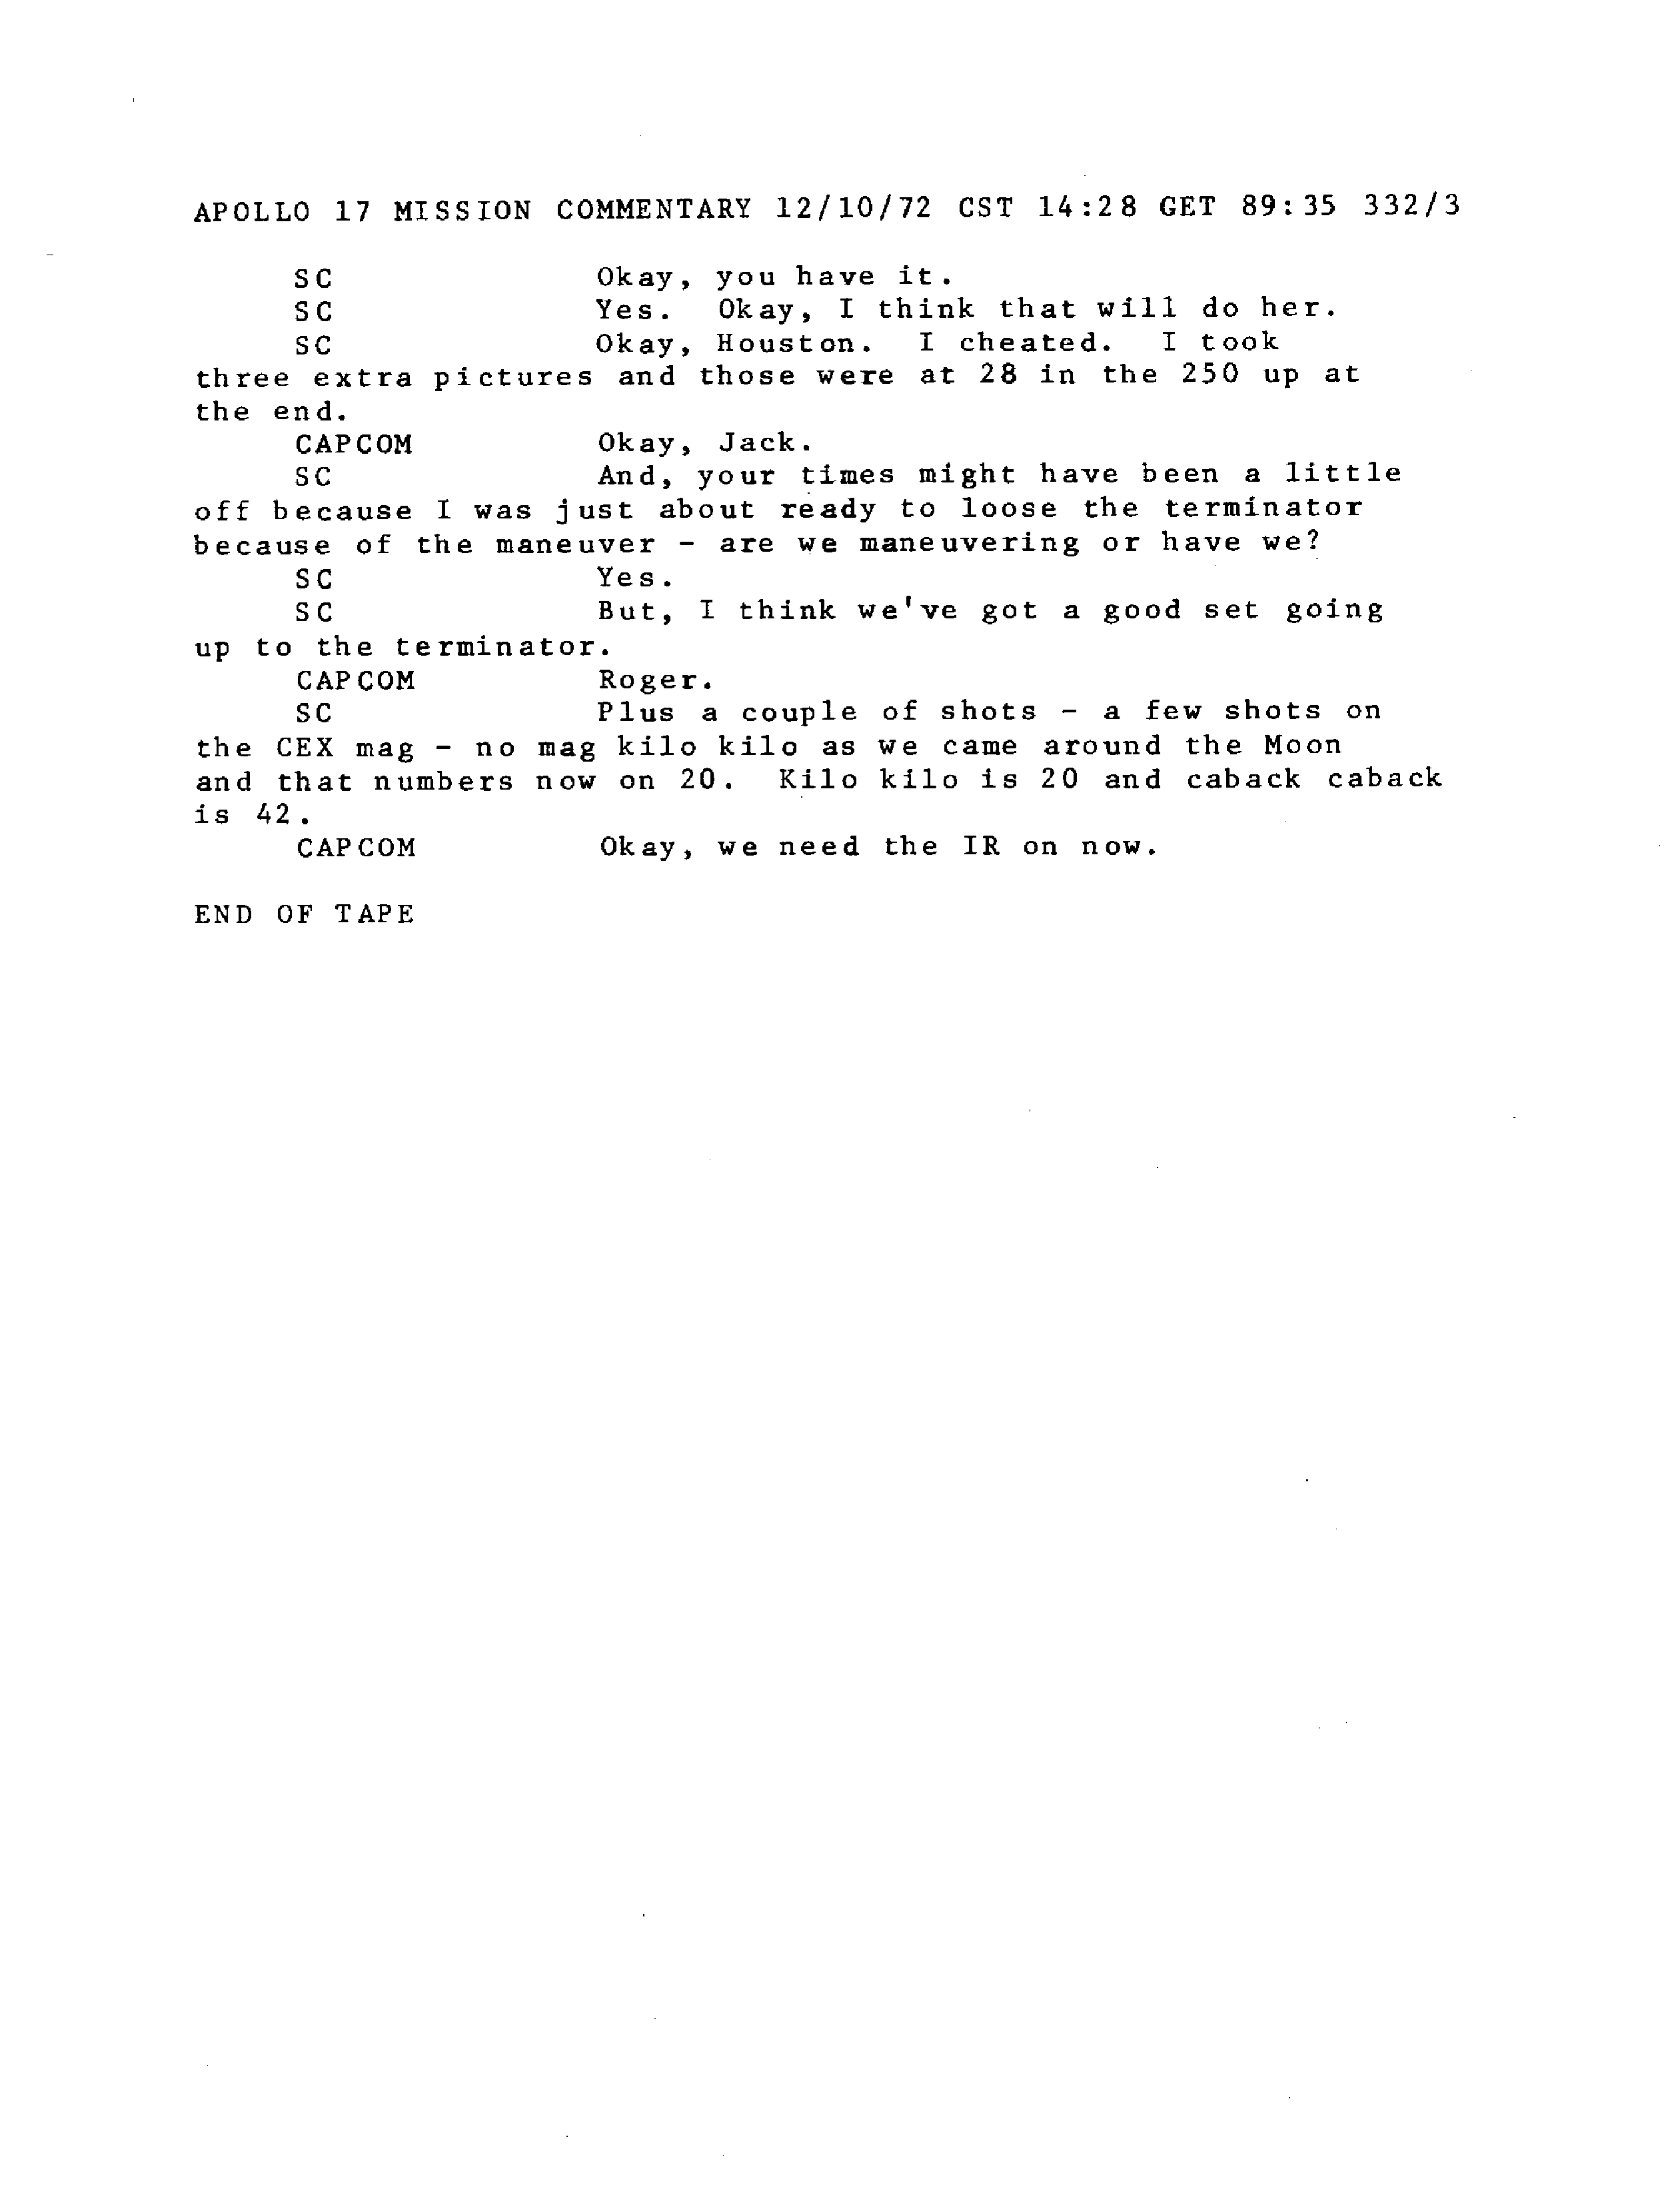 APOLLO 17 MISSION COMMENTARY 12/10/72 CST 14:28 GET 89:35 332/3
SC Okay, you have it.
SC Yes. Okay, I think that will do her.
SC Okay, Houston. I cheated. I took
three extra pictures and those were at 28 in the 250 up at
the end.
CAPCOM Okay, Jack.
SC And, your times might have been a little
off because I was just about ready to loose the terminator
because of the maneuver - are we maneuvering or have we?
SC Yes.
SC But, I think we've got a good set going
up to the terminator.
CAPCOM Roger.
SC Plus a couple of shots - a few shots on
the CEX mag - no mag kilo kilo as we came around the Moon
and that numbers now on 20. Kilo kilo is 20 and caback caback
is 42.
CAPCOM Okay, we need the IR on now.
END OF TAPE